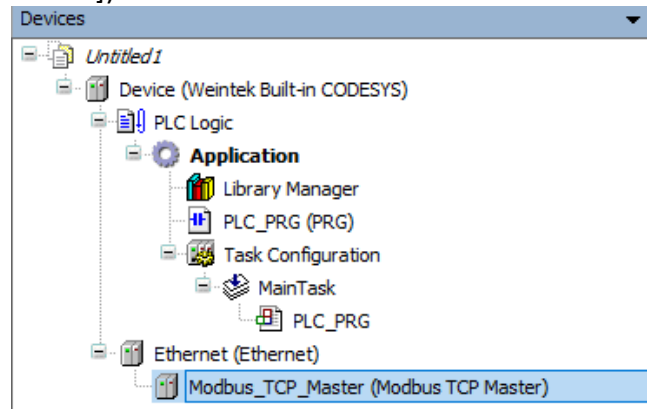 Devices
Untitled1
Device (Weintek Built-in CODESYS)
PLC Logic
Application
Library Manager
PLC_PRG (PRG)
Task Configuration
MainTask
PLC_PRG
Ethernet (Ethernet)
Modbus_TCP_Master (Modbus TCP Master)